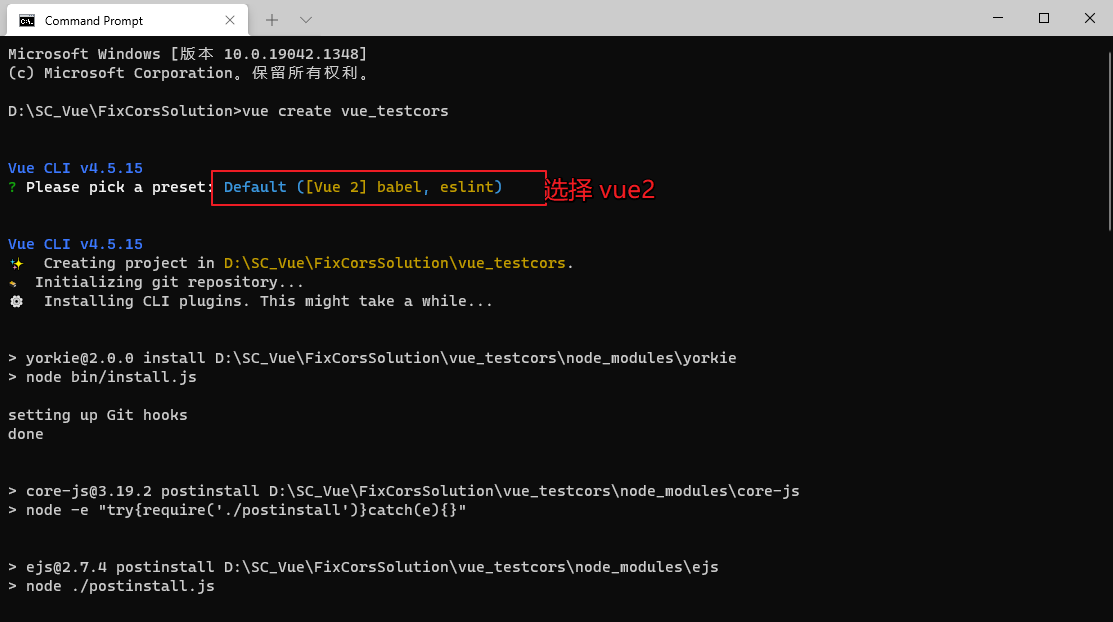 Command Prompt
Microsoft Windows [版本 10.0.19042.1348]
(c) Microsoft Corporation。保留所有权利。
D:\SC_Vue\FixCorsSolution>vue create vue_testcors
Vue CLI v4.5.15
? Please pick a preset: Default ([Vue 2] babel, eslint)
选择 vue2
Vue CLI v4.5.15
✨ Creating project in D:\SC_Vue\FixCorsSolution\vue_testcors.
Initializing git repository...
⚙ Installing CLI plugins. This might take a while...
> yorkie@2.0.0 install D:\SC_Vue\FixCorsSolution\vue_testcors\node_modules\yorkie
> node bin/install.js
setting up Git hooks
done
> core-js@3.19.2 postinstall D:\SC_Vue\FixCorsSolution\vue_testcors\node_modules\core-js
> node -e "try{require('./postinstall')}catch(e){}"
> ejs@2.7.4 postinstall D:\SC_Vue\FixCorsSolution\vue_testcors\node_modules\ejs
> node ./postinstall.js